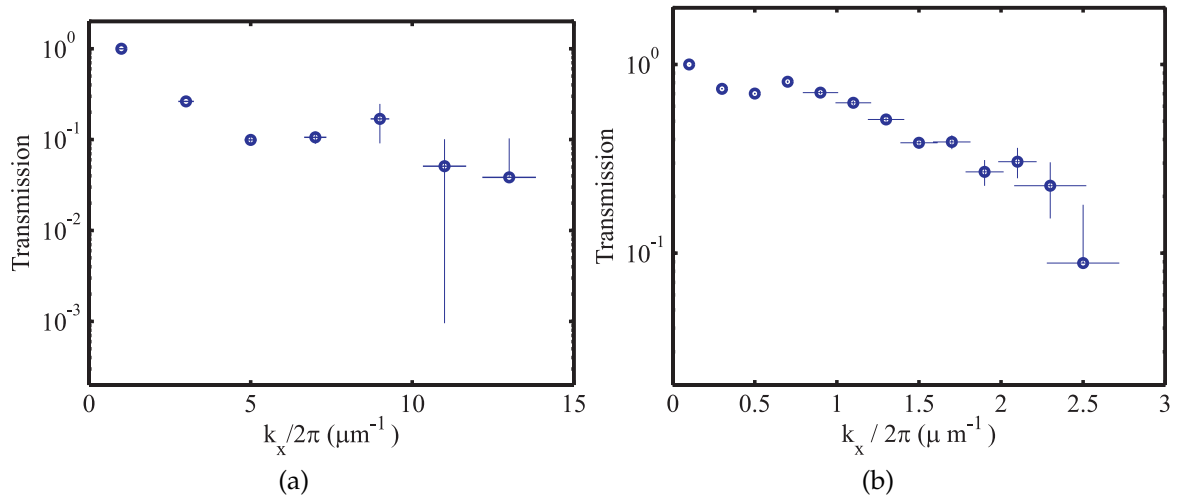 Transmission
10^0
10^-1
10^-2
10^-3
0 5 10 15
k_x/2π (μm^-1)
(a)
Transmission
10^0
10^-1
0 0.5 1 1.5 2 2.5 3
k_x / 2π (μ m^-1)
(b)